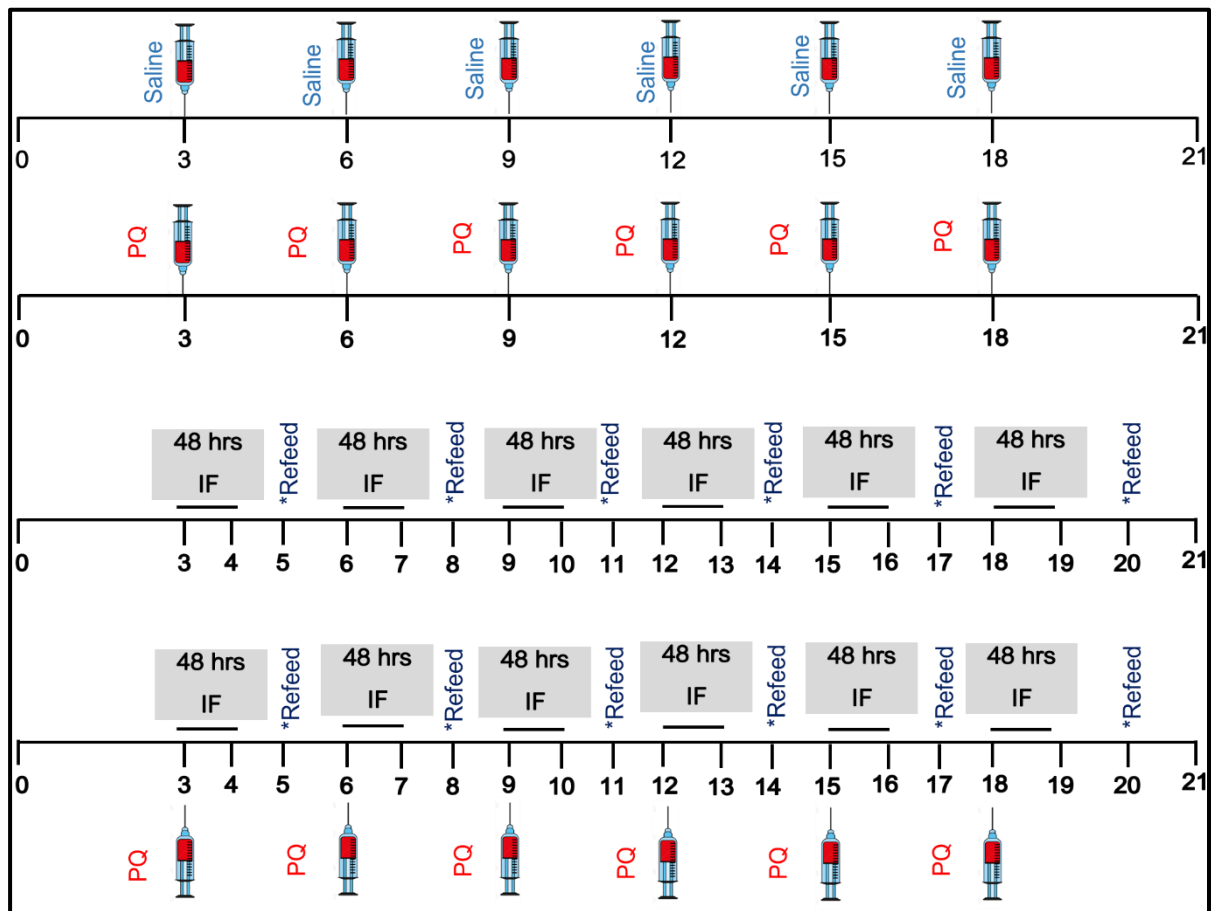 Saline Saline Saline Saline Saline Saline
0 3 6 9 12 15 18 21
PQ PQ PQ PQ PQ PQ
0 3 6 9 12 15 18 21
48 hrs 48 hrs 48 hrs 48 hrs 48 hrs 48 hrs
IF IF IF IF IF IF
*Refeed *Refeed *Refeed *Refeed *Refeed *Refeed
0 3 4 5 6 7 8 9 10 11 12 13 14 15 16 17 18 19 20 21
48 hrs 48 hrs 48 hrs 48 hrs 48 hrs 48 hrs
IF IF IF IF IF IF
*Refeed *Refeed *Refeed *Refeed *Refeed *Refeed
0 3 4 5 6 7 8 9 10 11 12 13 14 15 16 17 18 19 20 21
PQ PQ PQ PQ PQ PQ